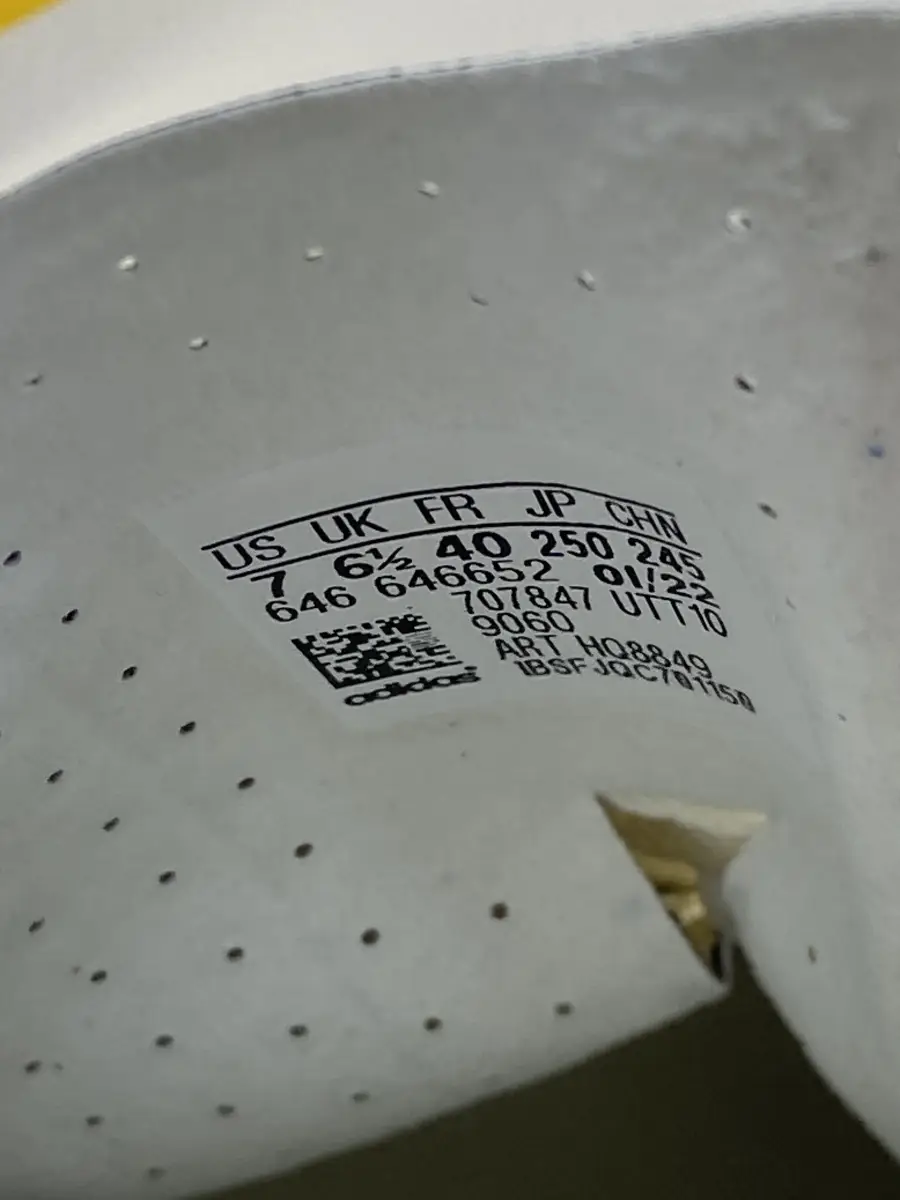 US UK FR JP CHN
7 6½ 40 250 245
646 646652 01/22
707847 UTT10
9060
ART HQ8849
1BSFJQC701150
adidas